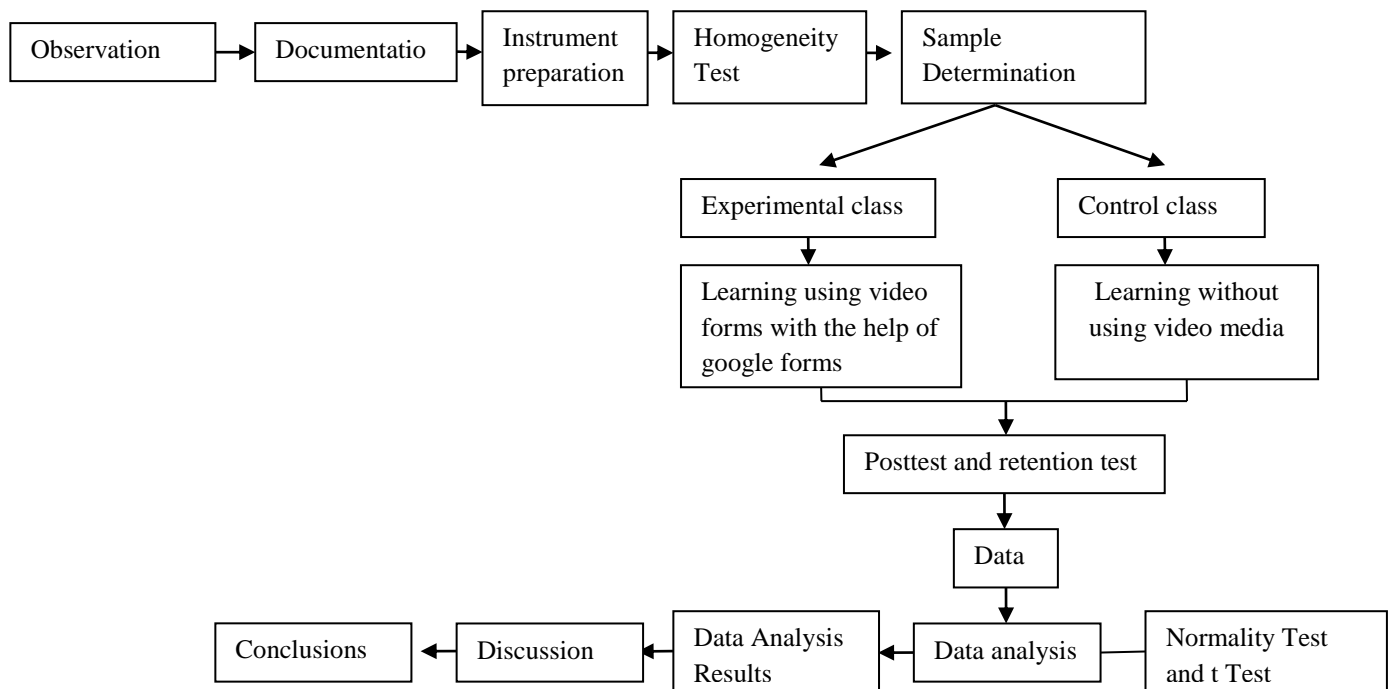 Observation
Documentatio
Instrument
preparation
Homogeneity
Test
Sample
Determination
Experimental class
Control class
Learning using video
forms with the help of
google forms
Learning without
using video media
Posttest and retention test
Data
Conclusions
Discussion
Data Analysis
Results
Data analysis
Normality Test
and t Test